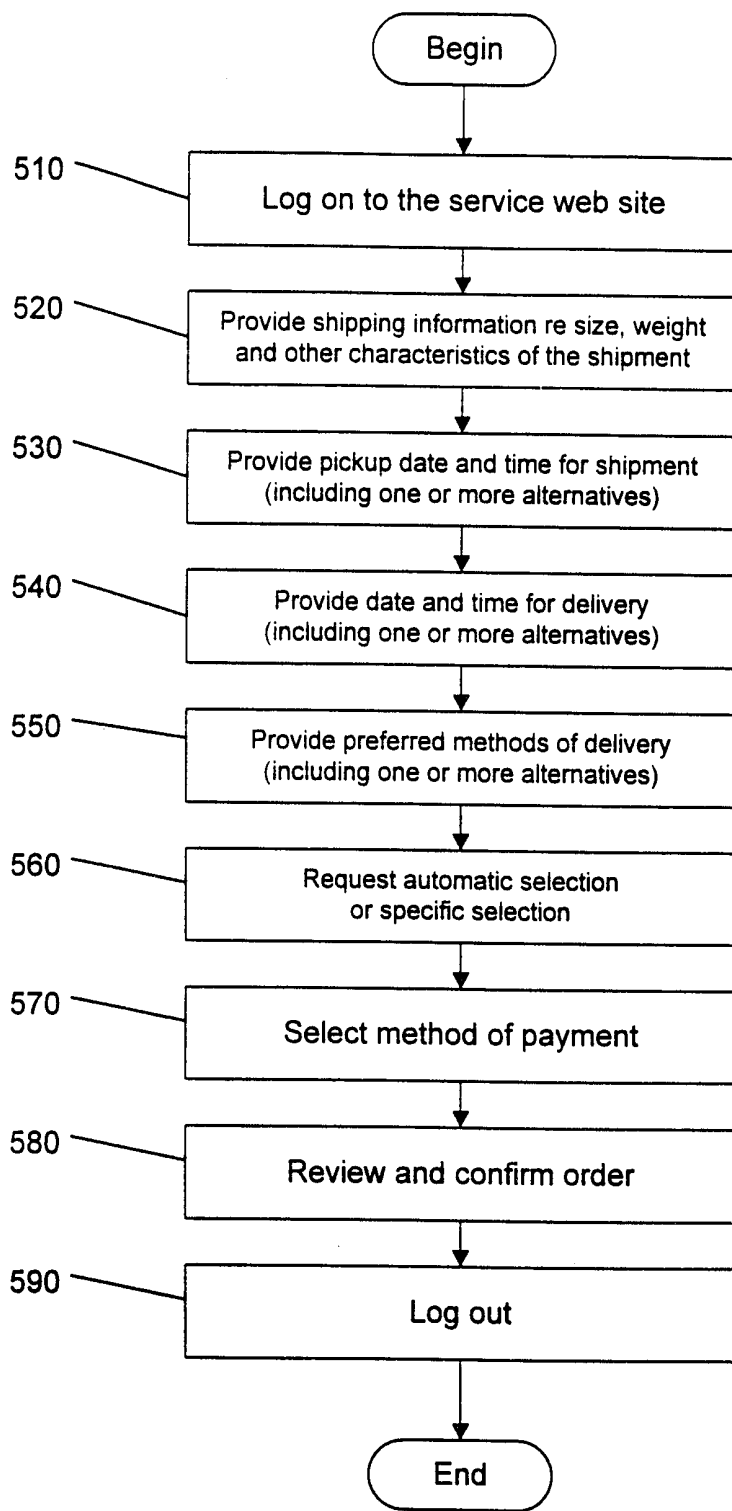 Begin
510
Log on to the service web site
520
Provide shipping information re size, weight
and other characteristics of the shipment
530
Provide pickup date and time for shipment
(including one or more alternatives)
540
Provide date and time for delivery
(including one or more alternatives)
550
Provide preferred methods of delivery
(including one or more alternatives)
560
Request automatic selection
or specific selection
570
Select method of payment
580
Review and confirm order
590
Log out
End